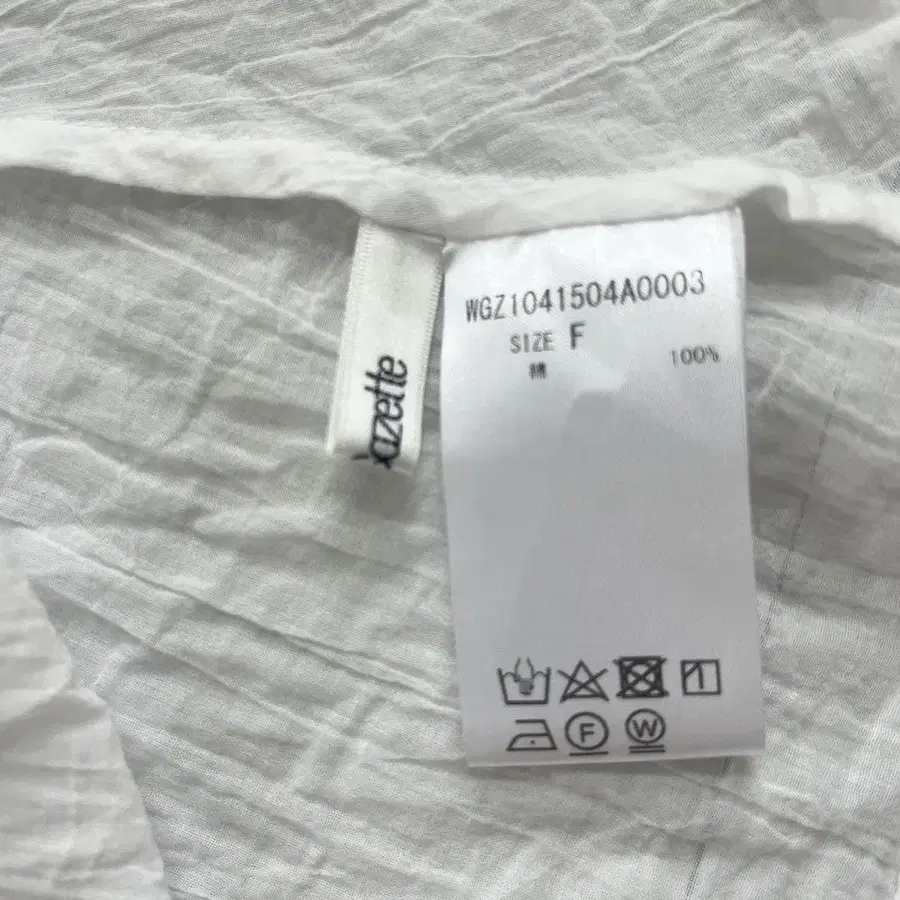 WGZ1041504A0003
SIZE F
綿 100%
azette
F
W